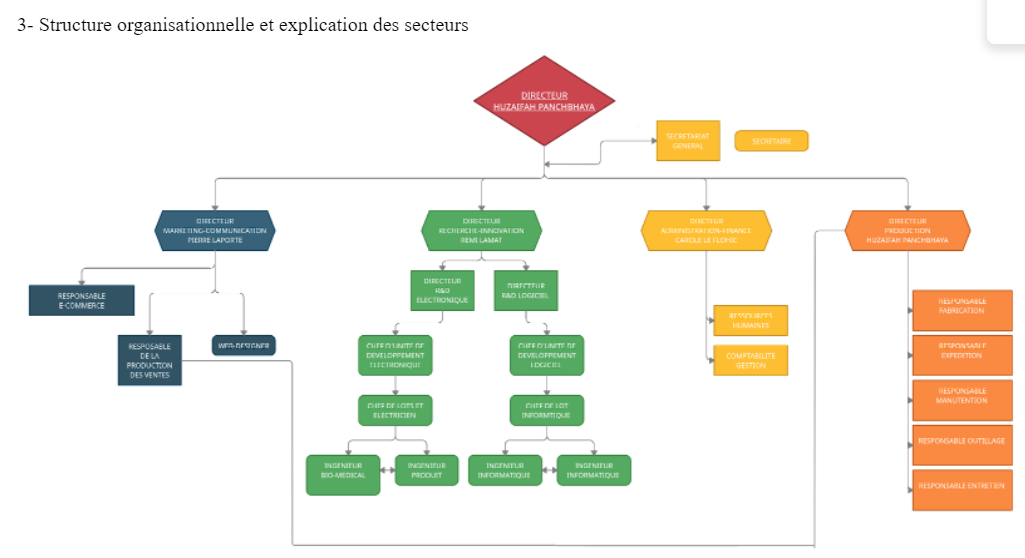 3- Structure organisationnelle et explication des secteurs
DIRECTEUR
HUZAIFAH PANCHBHAYA
SECRETARIAT
GENERAL
SECRETAIRE
DIRECTEUR
MARKETING-COMMUNICATION
PIERRE LAPORTE
DIRECTEUR
RECHERCHE-INNOVATION
REMI LAMAT
DIRECTEUR
ADMINISTRATION-FINANCE
CAROLE LE FLOHIC
DIRECTEUR
PRODUCTION
HUZAIFAH PANCHBHAYA
RESPONSABLE
E-COMMERCE
RESPOSABLE
DE LA
PRODUCTION
DES VENTES
WEB-DESIGNER
DIRECTEUR
R&D
ELECTRONIQUE
DIRECTEUR
R&D LOGICIEL
CHEF D'UNITE DE
DEVELOPPEMENT
ELECTRONIQUE
CHEF D'UNITE DE
DEVELOPPEMENT
LOGICIEL
CHEF DE LOTS ET
ELECTRICIEN
CHEF DE LOT
INFORMTIQUE
INGENIEUR
BIO-MEDICAL
INGENIEUR
PRODUIT
INGENIEUR
INFORMATIQUE
INGENIEUR
INFORMATIQUE
RESSOURCES
HUMAINES
COMPTABILITE
GESTION
RESPONSABLE
FABRICATION
RESPONSABLE
EXPEDITION
RESPONSABLE
MANUTENTION
RESPONSABLE OUTILLAGE
RESPONSABLE ENTRETIEN